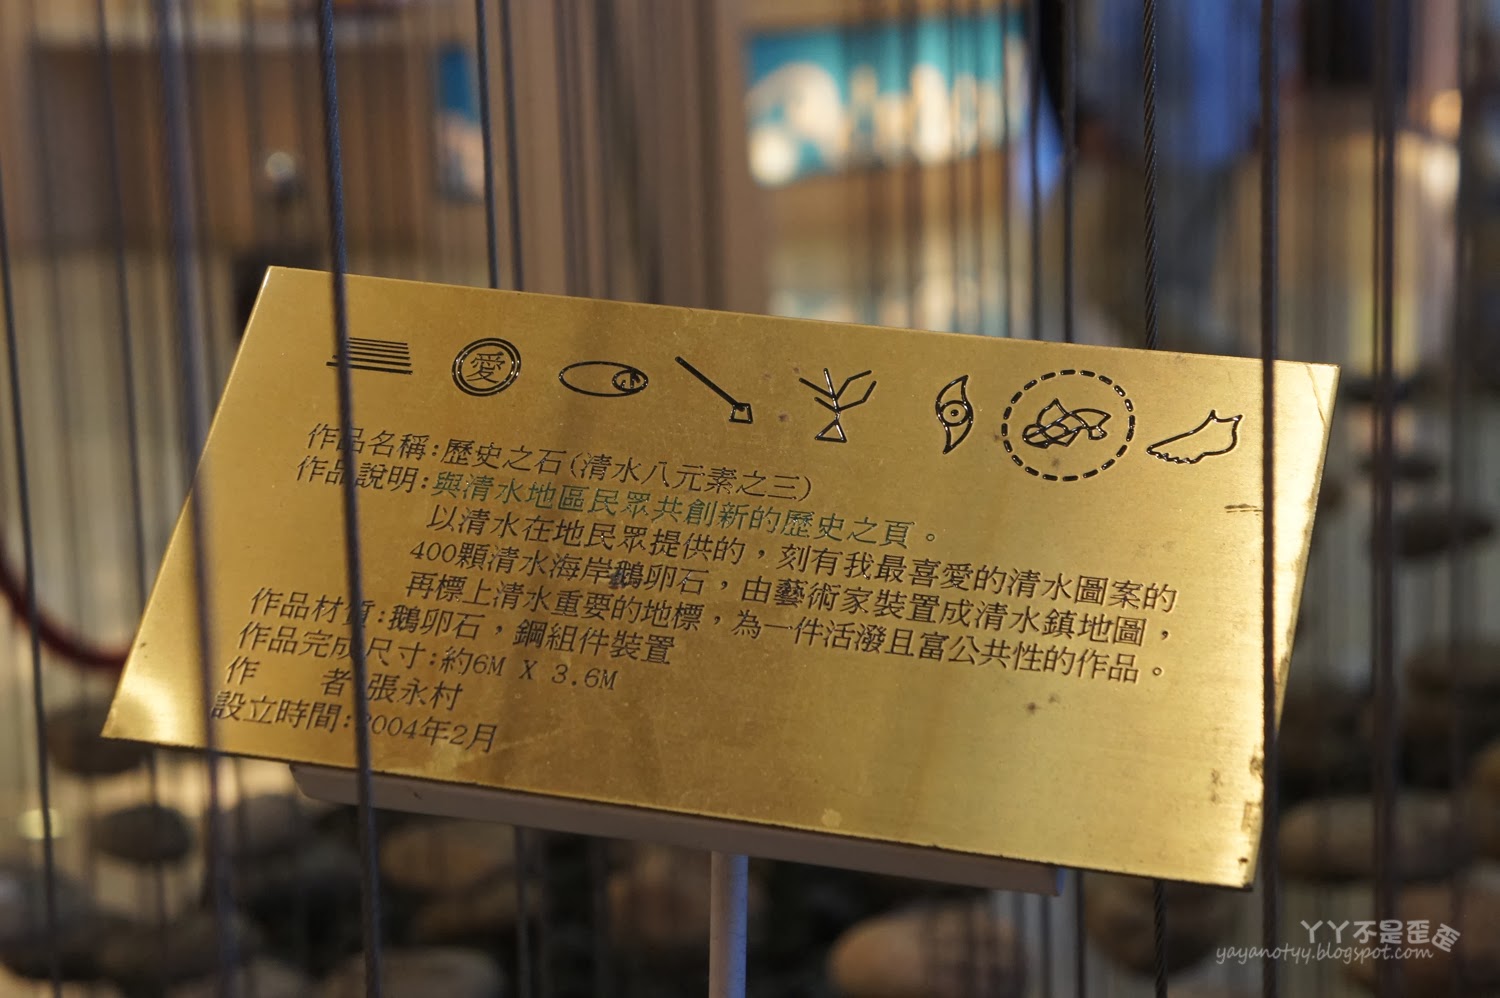 愛
作品名稱:歷史之石(清水八元素之三)
作品說明:與清水地區民眾共創新的歷史之頁。
以清水在地民眾提供的，刻有我最喜愛的清水圖案的
400顆清水海岸鵝卵石，由藝術家裝置成清水鎮地圖，
再標上清水重要的地標，為一件活潑且富公共性的作品。
作品材質:鵝卵石，鋼組件裝置
作品完成尺寸:約6M X 3.6M
作 者:張永村
設立時間:2004年2月
丫丫不是歪歪
yayanotyy.blogspot.com